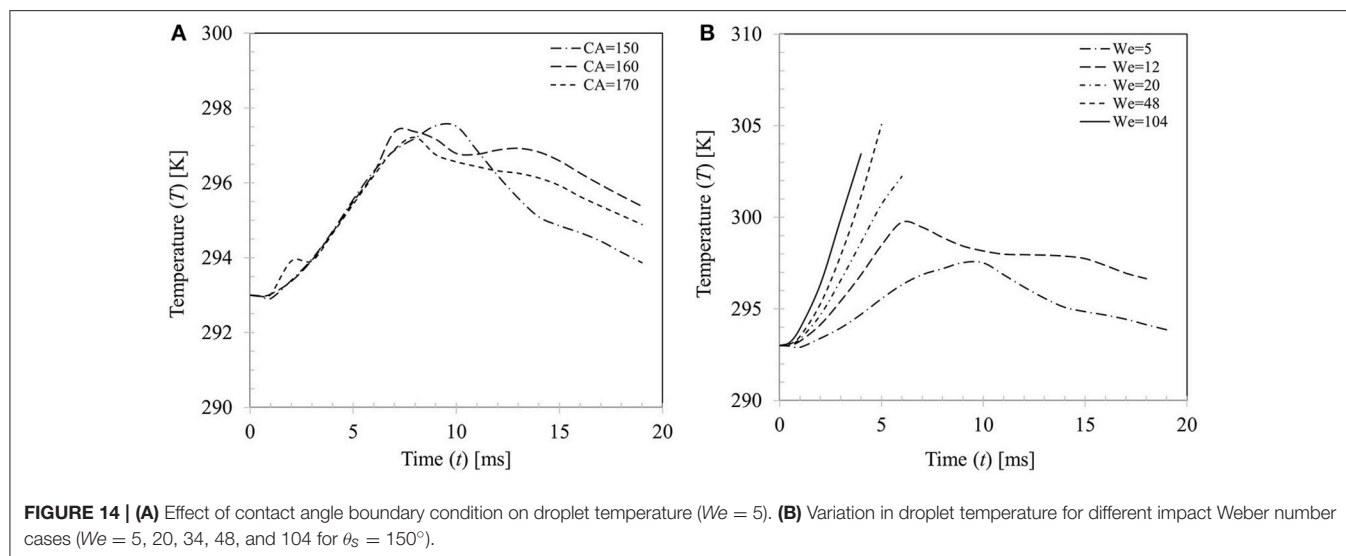 A
300
298
296
294
292
290
Temperature (T) [K]
CA=150
CA=160
CA=170
0
5
10
15
20
Time (t) [ms]
B
310
305
300
295
290
Temperature (T) [K]
We=5
We=12
We=20
We=48
We=104
0
5
10
15
20
Time (t) [ms]
FIGURE 14 | (A) Effect of contact angle boundary condition on droplet temperature (We = 5). (B) Variation in droplet temperature for different impact Weber number
cases (We = 5, 20, 34, 48, and 104 for θs = 150°).